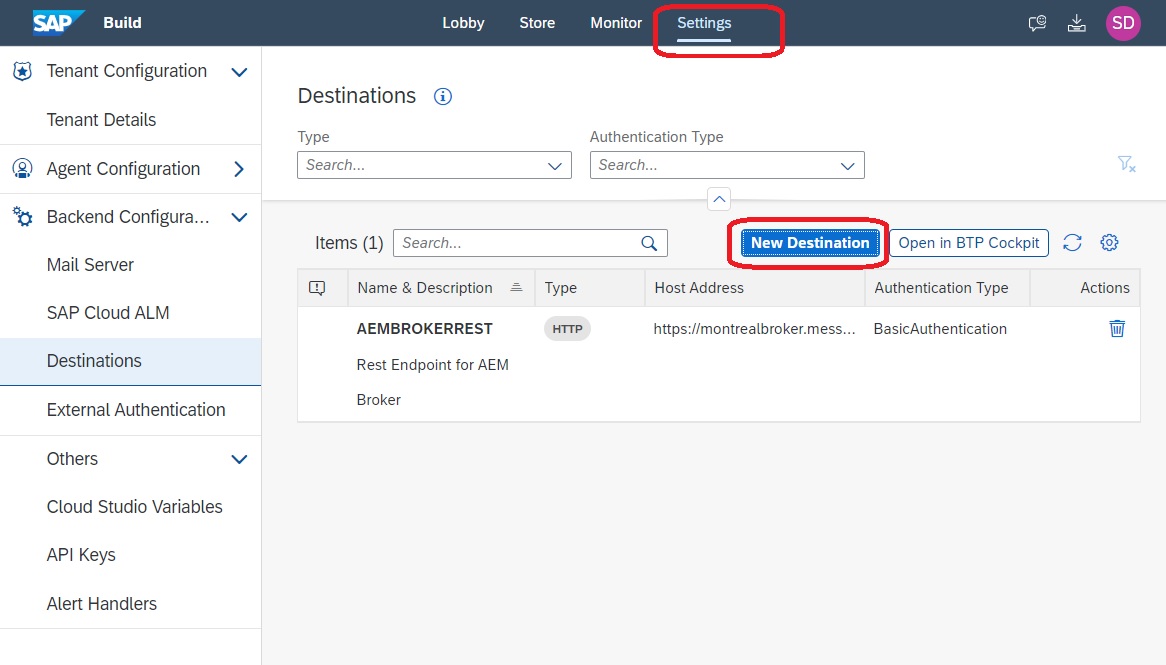 SAP Build Lobby Store Monitor Settings SD
Tenant Configuration
Tenant Details
Agent Configuration
Backend Configura...
Mail Server
SAP Cloud ALM
Destinations
External Authentication
Others
Cloud Studio Variables
API Keys
Alert Handlers
Destinations
Type Authentication Type
Search... Search...
Items (1) Search... New Destination Open in BTP Cockpit
Name & Description Type Host Address Authentication Type Actions
AEMBROKERREST HTTP https://montrealbroker.mess... BasicAuthentication
Rest Endpoint for AEM
Broker